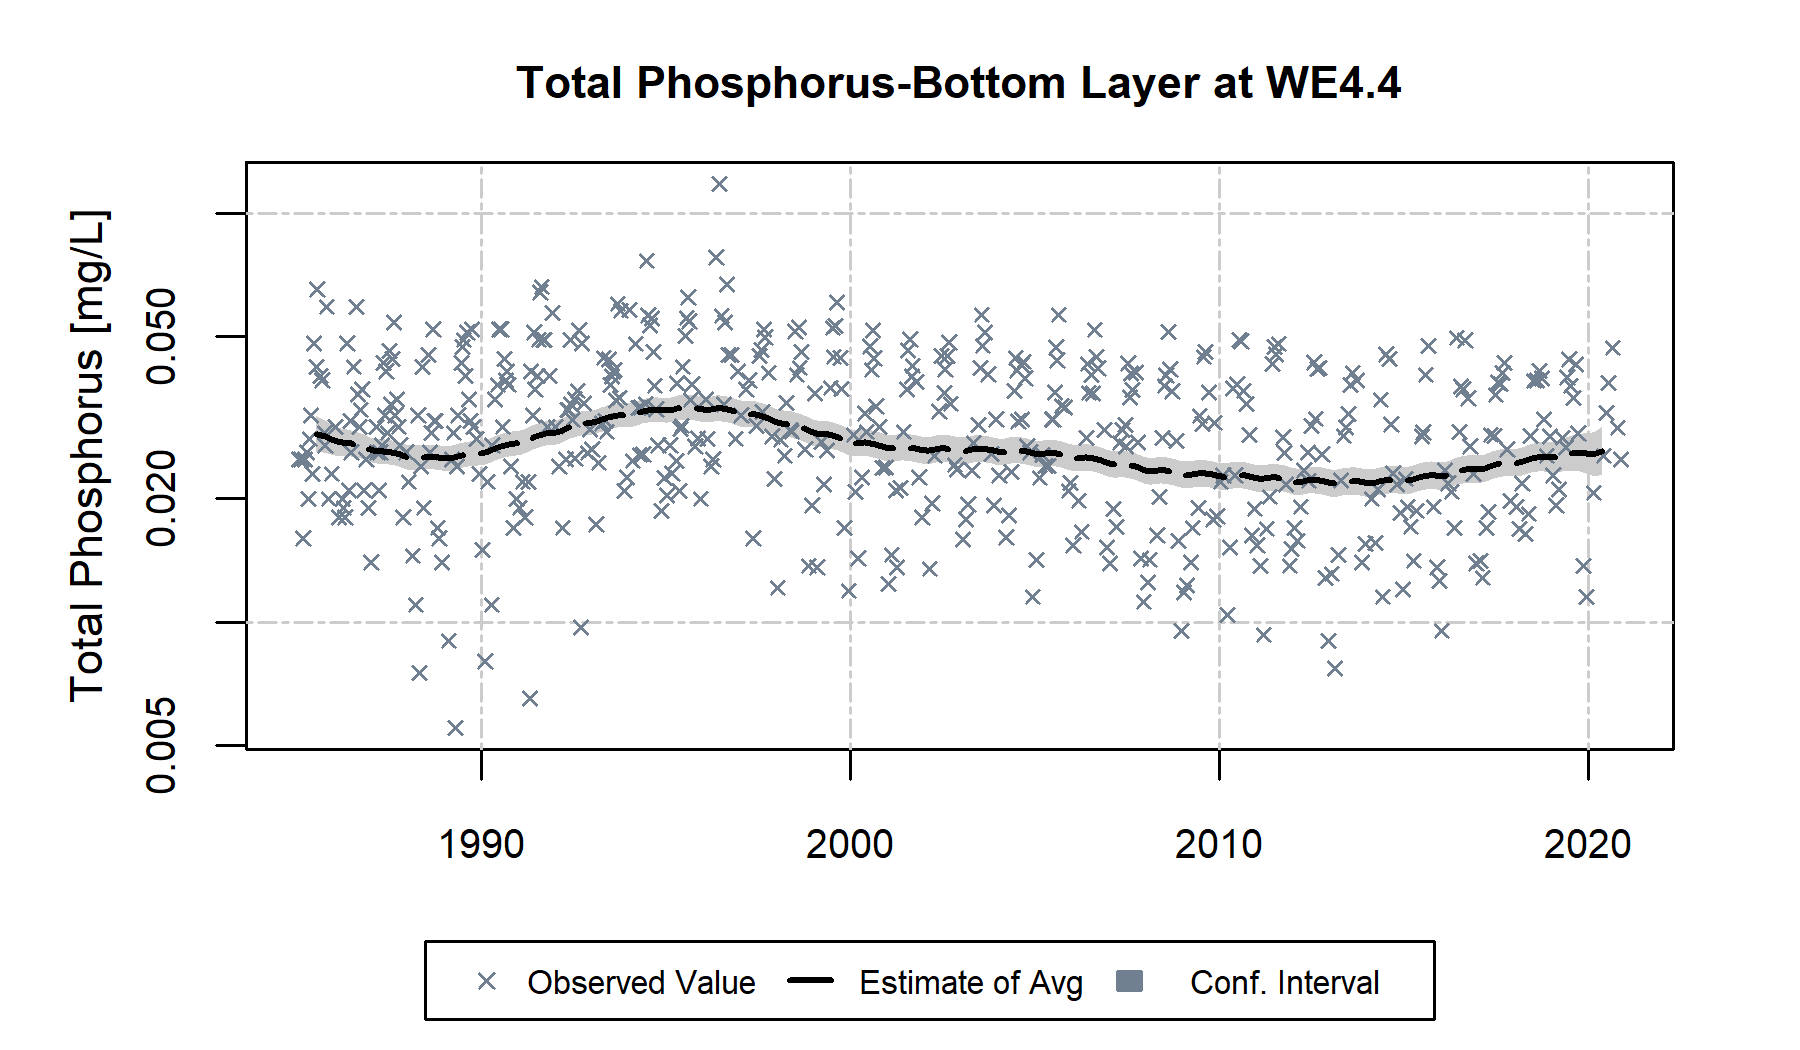 Total Phosphorus-Bottom Layer at WE4.4
Total Phosphorus [mg/L]
0.050
0.020
0.005
1990 2000 2010 2020
Observed Value Estimate of Avg Conf. Interval